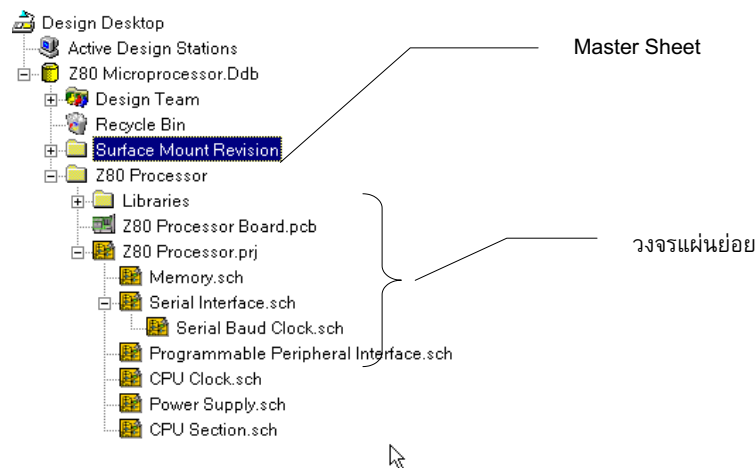 Design Desktop
Active Design Stations
Master Sheet
Z80 Microprocessor.Ddb
Design Team
Recycle Bin
Surface Mount Revision
Z80 Processor
Libraries
Z80 Processor Board.pcb
วงจรแผ่นย่อย
Z80 Processor.prj
Memory.sch
Serial Interface.sch
Serial Baud Clock.sch
Programmable Peripheral Interface.sch
CPU Clock.sch
Power Supply.sch
CPU Section.sch